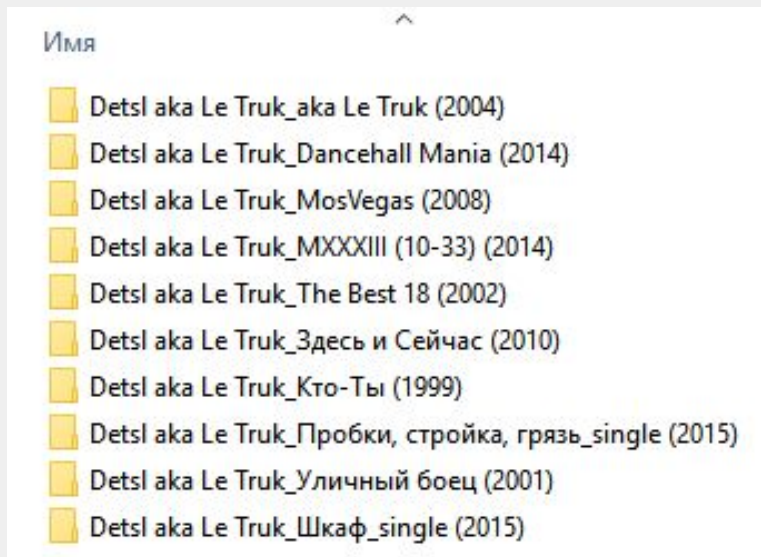 Имя
Detsl aka Le Truk_aka Le Truk (2004)
Detsl aka Le Truk_Dancehall Mania (2014)
Detsl aka Le Truk_MosVegas (2008)
Detsl aka Le Truk_MXXXIII (10-33) (2014)
Detsl aka Le Truk_The Best 18 (2002)
Detsl aka Le Truk_Здесь и Сейчас (2010)
Detsl aka Le Truk_Кто-Ты (1999)
Detsl aka Le Truk_Пробки, стройка, грязь_single (2015)
Detsl aka Le Truk_Уличный боец (2001)
Detsl aka Le Truk_Шкаф_single (2015)